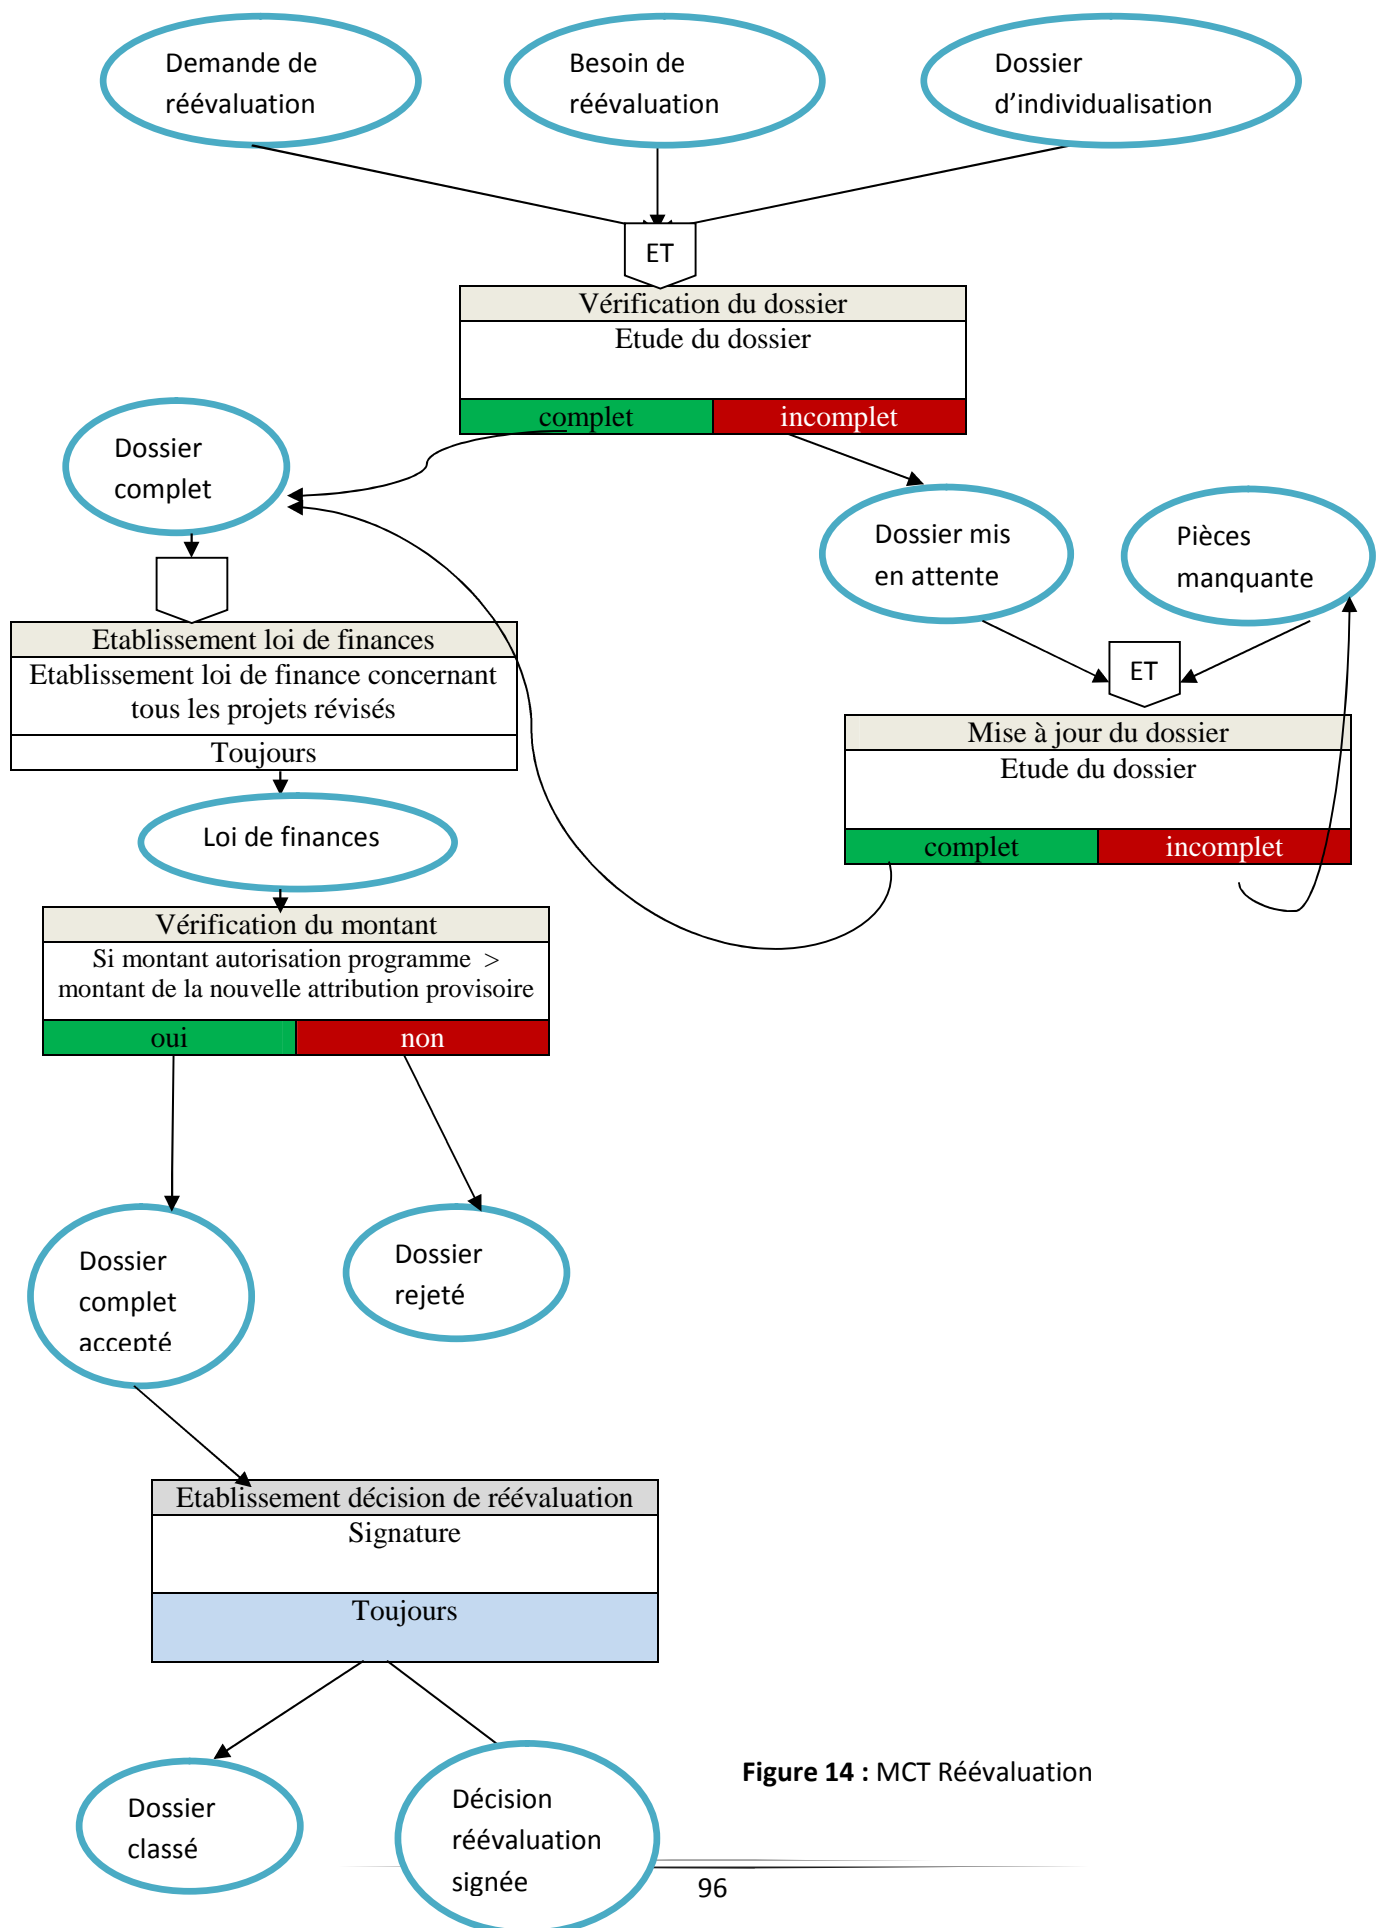 Demande de
réévaluation
Besoin de
réévaluation
Dossier
d’individualisation
ET
Vérification du dossier
Etude du dossier
complet
incomplet
Dossier
complet
Dossier mis
en attente
Pièces
manquante
Etablissement loi de finances
Etablissement loi de finance concernant
tous les projets révisés
Toujours
ET
Mise à jour du dossier
Etude du dossier
complet
incomplet
Loi de finances
Vérification du montant
Si montant autorisation programme >
montant de la nouvelle attribution provisoire
oui
non
Dossier
complet
accepté
Dossier
rejeté
Etablissement décision de réévaluation
Signature
Toujours
Figure 14 : MCT Réévaluation
Dossier
classé
Décision
réévaluation
signée
96